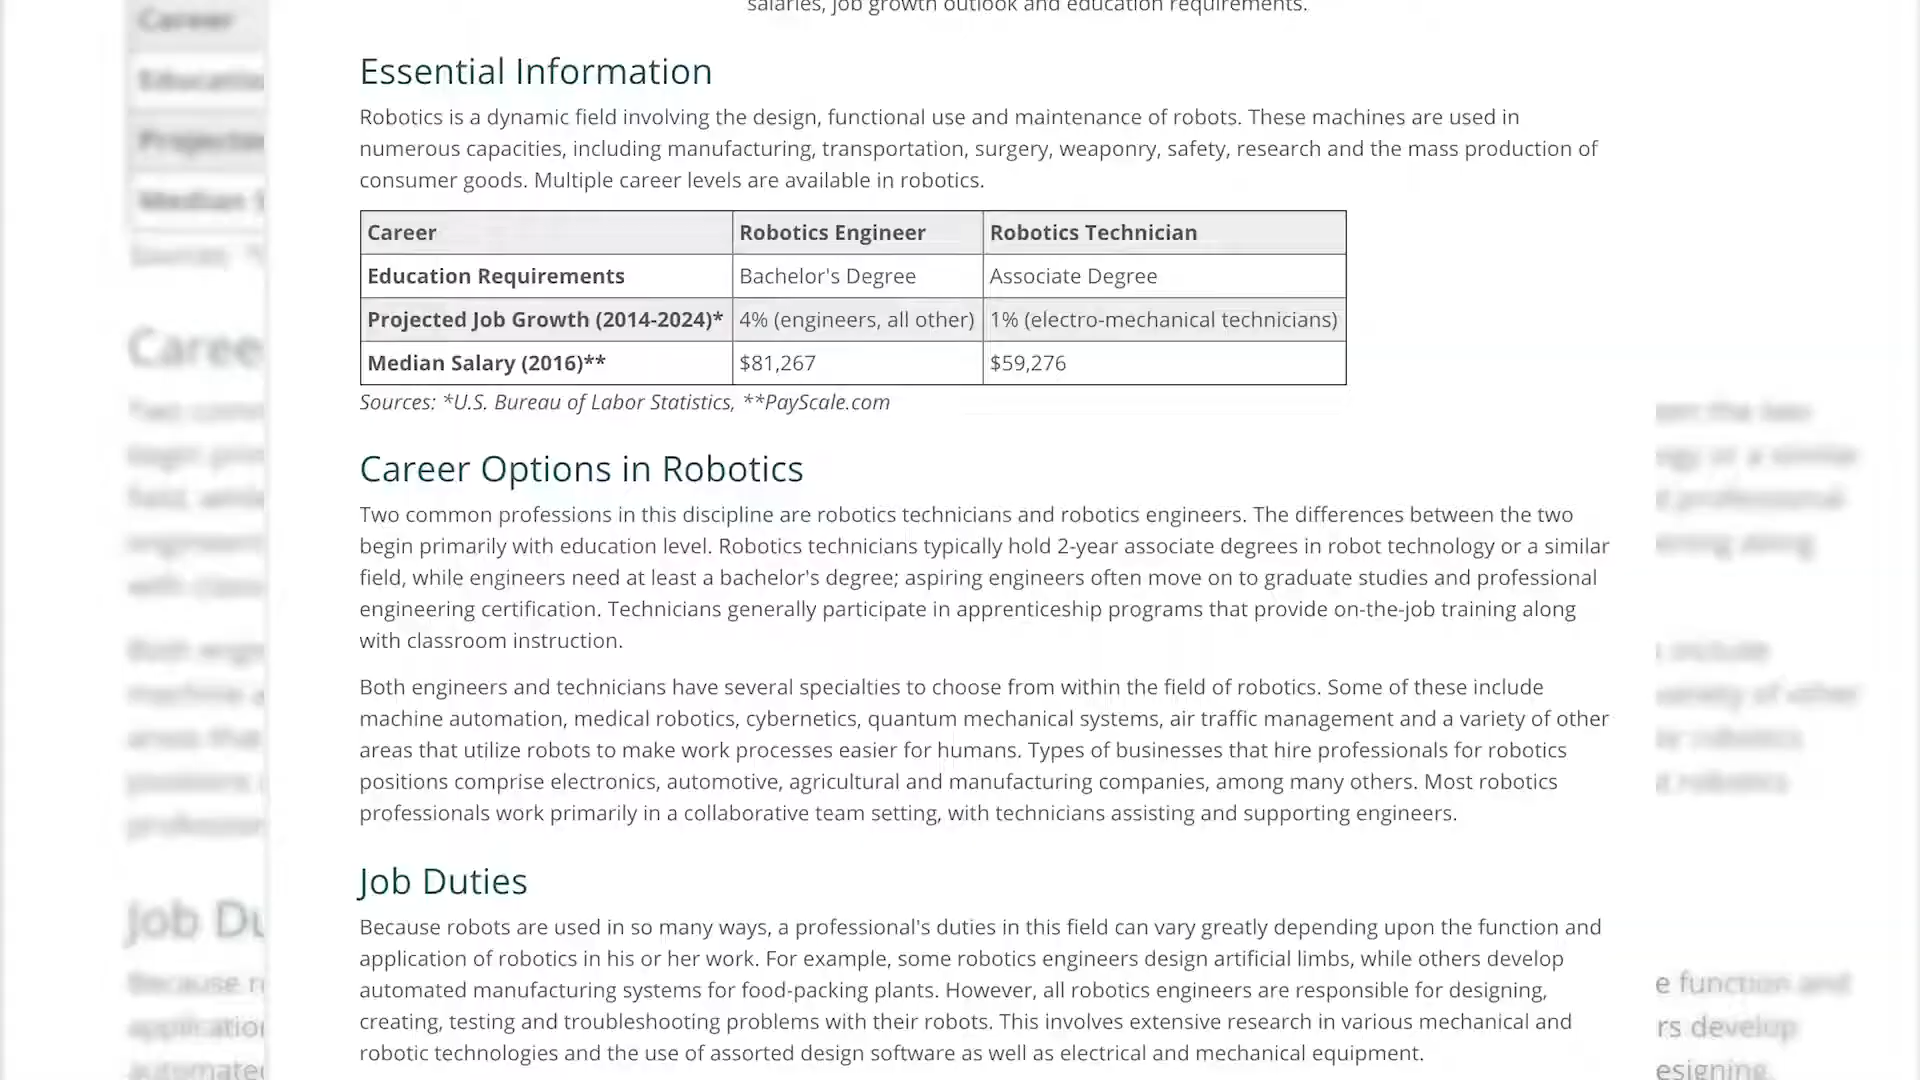 salaries, job growth outlook and education requirements.
Essential Information
Robotics is a dynamic field involving the design, functional use and maintenance of robots. These machines are used in
numerous capacities, including manufacturing, transportation, surgery, weaponry, safety, research and the mass production of
consumer goods. Multiple career levels are available in robotics.
Career Robotics Engineer Robotics Technician
Education Requirements Bachelor's Degree Associate Degree
Projected Job Growth (2014-2024)* 4% (engineers, all other) 1% (electro-mechanical technicians)
Median Salary (2016)** $81,267 $59,276
Sources: *U.S. Bureau of Labor Statistics, **PayScale.com
Career Options in Robotics
Two common professions in this discipline are robotics technicians and robotics engineers. The differences between the two
begin primarily with education level. Robotics technicians typically hold 2-year associate degrees in robot technology or a similar
field, while engineers need at least a bachelor's degree; aspiring engineers often move on to graduate studies and professional
engineering certification. Technicians generally participate in apprenticeship programs that provide on-the-job training along
with classroom instruction.
Both engineers and technicians have several specialties to choose from within the field of robotics. Some of these include
machine automation, medical robotics, cybernetics, quantum mechanical systems, air traffic management and a variety of other
areas that utilize robots to make work processes easier for humans. Types of businesses that hire professionals for robotics
positions comprise electronics, automotive, agricultural and manufacturing companies, among many others. Most robotics
professionals work primarily in a collaborative team setting, with technicians assisting and supporting engineers.
Job Duties
Because robots are used in so many ways, a professional's duties in this field can vary greatly depending upon the function and
application of robotics in his or her work. For example, some robotics engineers design artificial limbs, while others develop
automated manufacturing systems for food-packing plants. However, all robotics engineers are responsible for designing,
creating, testing and troubleshooting problems with their robots. This involves extensive research in various mechanical and
robotic technologies and the use of assorted design software as well as electrical and mechanical equipment.